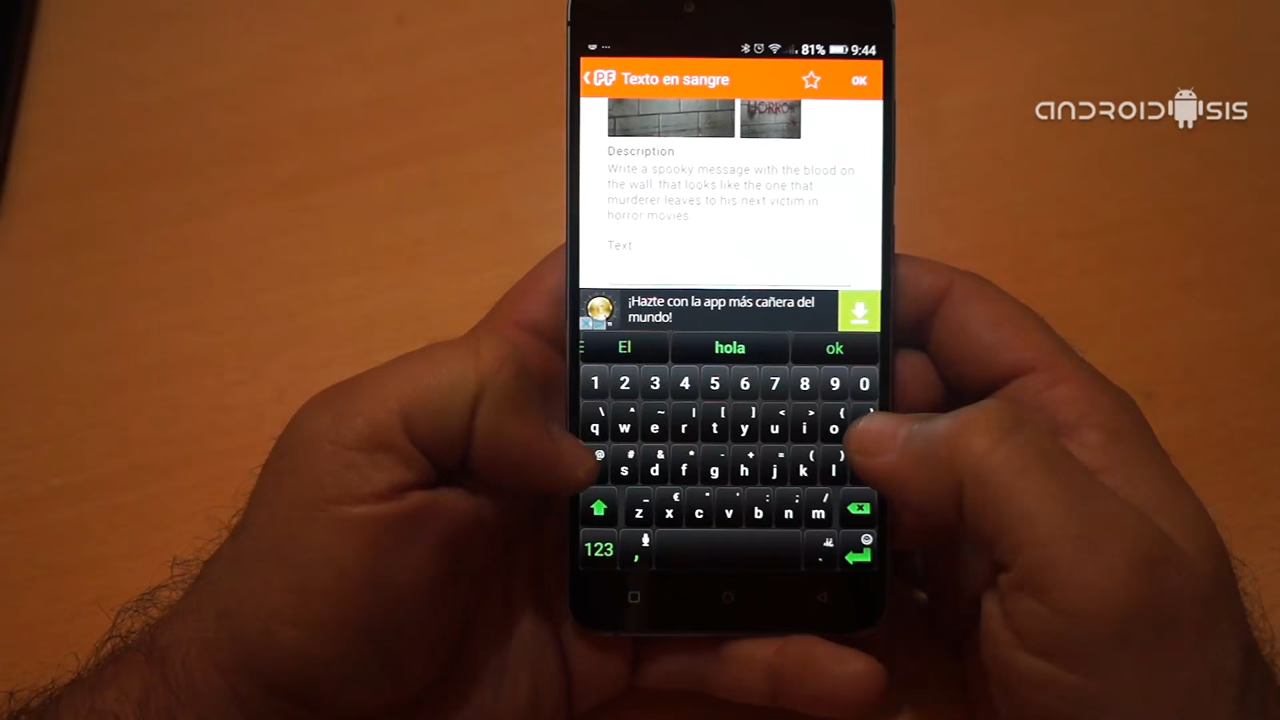 81% 9:44
PF Texto en sangre OK
HORROR
Description
Write a spooky message with the blood on
the wall, that looks like the one that
murderer leaves to his next victim in
horror movies.
Text
¡Hazte con la app más cañera del
mundo!
El hola ok
1 2 3 4 5 6 7 8 9 0
\ ^ ~ | [ ] < > {
q w e r t y u i o
@ # & * - + = ( )
s d f g h j k l
_ € " ' : ; /
z x c v b n m
123 , .
ANDROIDSIS